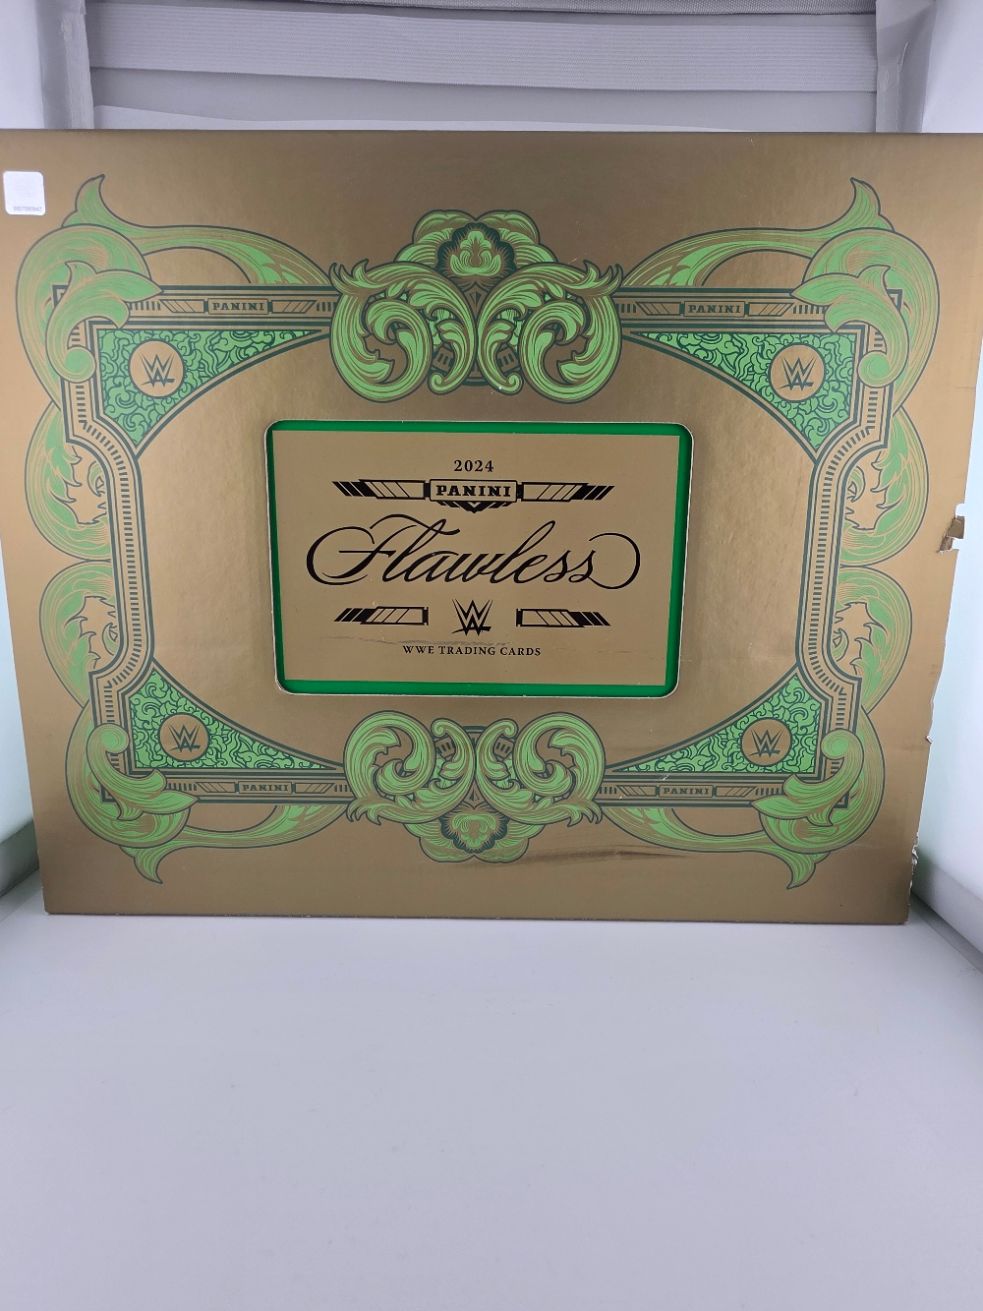 PANINI PANINI
W W
2024
PANINI
Flawless
W
WWE TRADING CARDS
W W
PANINI PANINI